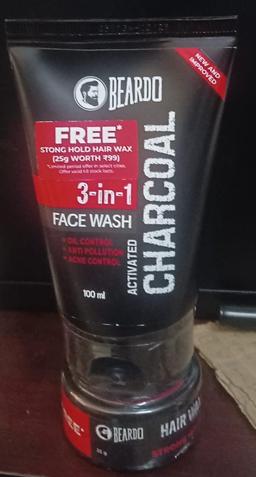 BEARDO
NEW AND
IMPROVED
FREE*
STONG HOLD HAIR WAX
(25g WORTH ₹99)
*Limited period offer in select cities.
Offer valid till stock lasts.
3-in-1
FACE WASH
• OIL CONTROL
• ANTI POLLUTION
• ACNE CONTROL
100 ml
ACTIVATED
CHARCOAL
BEARDO
HAIR WAX
STRONG